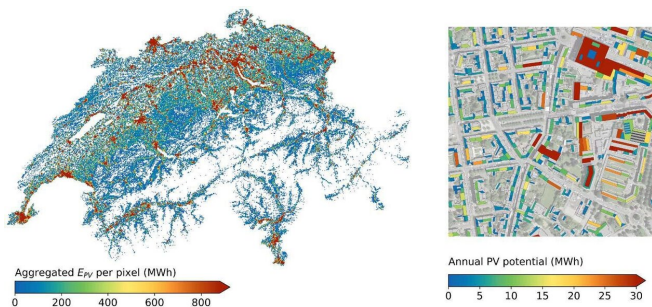 Aggregated E_PV per pixel (MWh)
0 200 400 600 800
Annual PV potential (MWh)
0 5 10 15 20 25 30